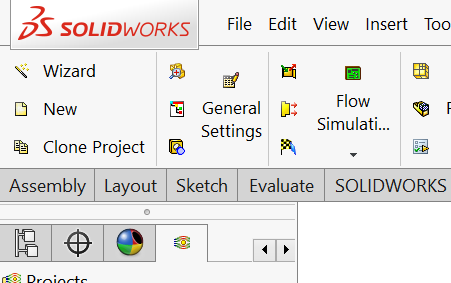 SOLIDWORKS
File Edit View Insert
Wizard
New
Clone Project
General
Settings
Flow
Simulati...
Assembly Layout Sketch Evaluate SOLIDWORKS
Projects